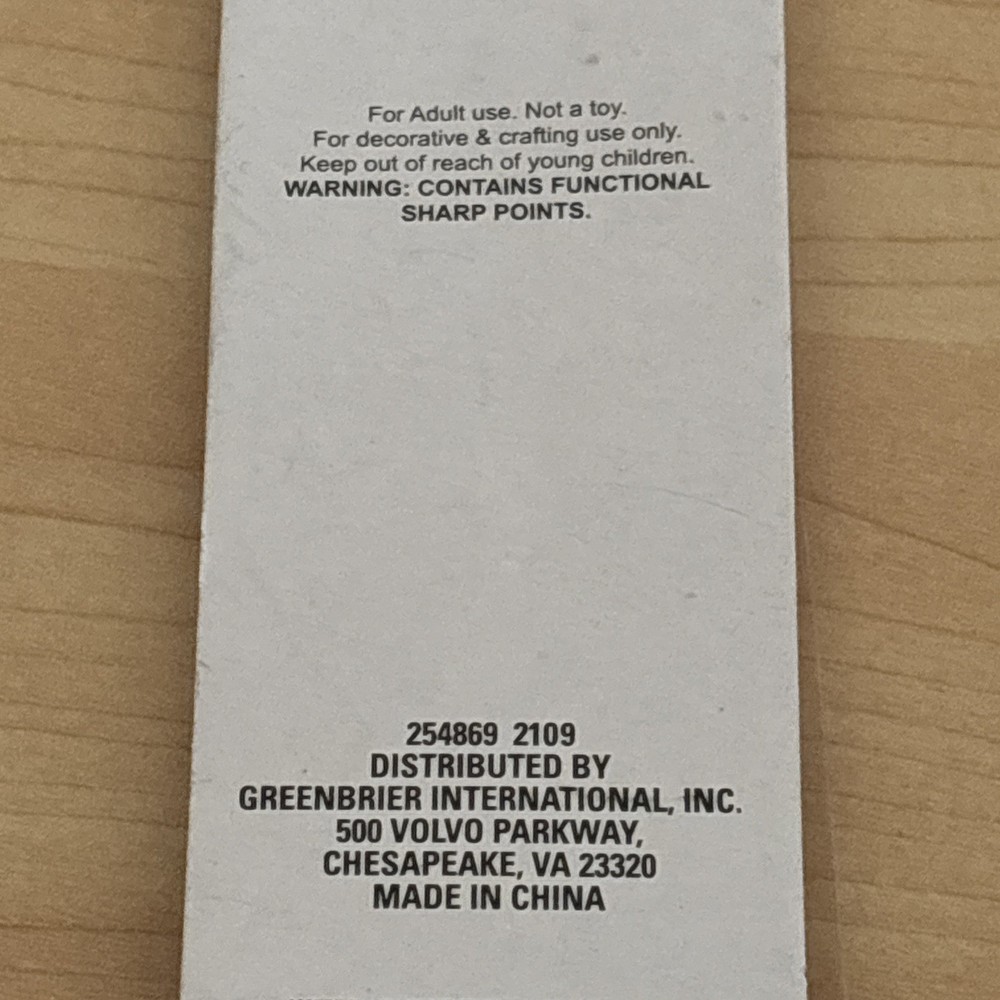 For Adult use. Not a toy.
For decorative & crafting use only.
Keep out of reach of young children.
WARNING: CONTAINS FUNCTIONAL
SHARP POINTS.
254869 2109
DISTRIBUTED BY
GREENBRIER INTERNATIONAL, INC.
500 VOLVO PARKWAY,
CHESAPEAKE, VA 23320
MADE IN CHINA